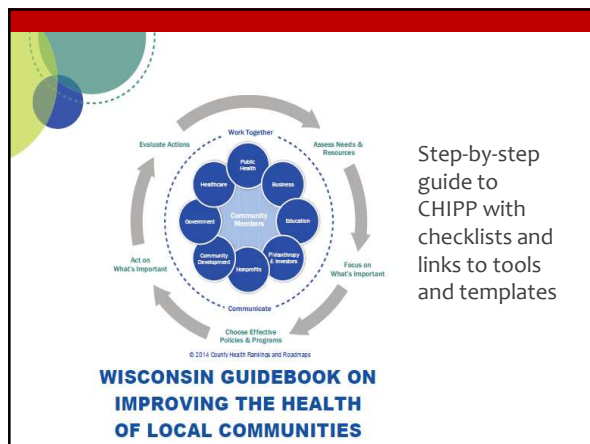 Work Together
Evaluate Actions
Assess Needs &
Resources
Public
Health
Healthcare
Business
Government
Community
Members
Education
Community
Development
Philanthropy
& Investors
Nonprofits
Act on
What's Important
Focus on
What's Important
Communicate
Choose Effective
Policies & Programs
© 2014 County Health Rankings and Roadmaps
WISCONSIN GUIDEBOOK ON
IMPROVING THE HEALTH
OF LOCAL COMMUNITIES
Step-by-step
guide to
CHIPP with
checklists and
links to tools
and templates